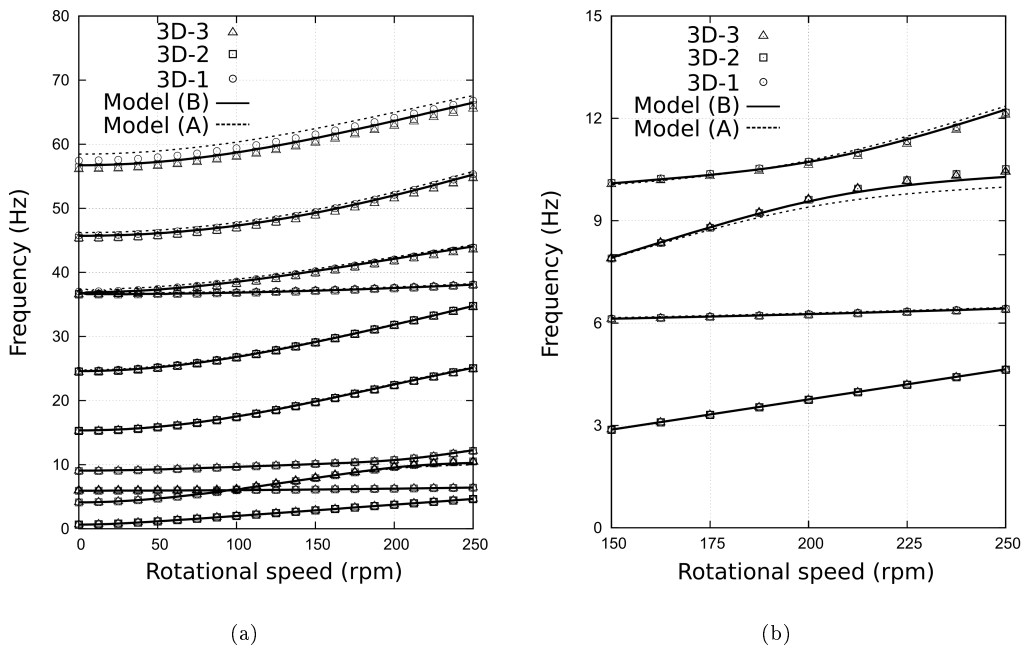 80
70
60
50
40
30
20
10
0
0 50 100 150 200 250
Frequency (Hz)
Rotational speed (rpm)
3D-3
3D-2
3D-1
Model (B)
Model (A)
(a)
15
12
9
6
3
0
150 175 200 225 250
Frequency (Hz)
Rotational speed (rpm)
3D-3
3D-2
3D-1
Model (B)
Model (A)
(b)